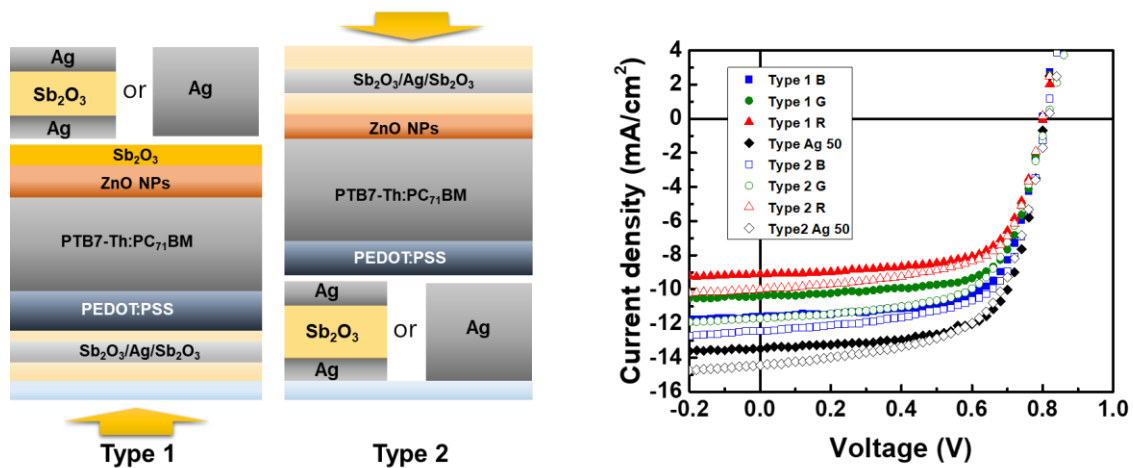 Ag
Sb₂O₃
Ag
or
Ag
Sb₂O₃
ZnO NPs
PTB7-Th:PC₇₁BM
PEDOT:PSS
Sb₂O₃/Ag/Sb₂O₃
Type 1
Sb₂O₃/Ag/Sb₂O₃
ZnO NPs
PTB7-Th:PC₇₁BM
PEDOT:PSS
Ag
Sb₂O₃
Ag
or
Ag
Type 2
Current density (mA/cm²)
4
2
0
-2
-4
-6
-8
-10
-12
-14
-16
Type 1 B
Type 1 G
Type 1 R
Type Ag 50
Type 2 B
Type 2 G
Type 2 R
Type2 Ag 50
-0.2 0.0 0.2 0.4 0.6 0.8 1.0
Voltage (V)